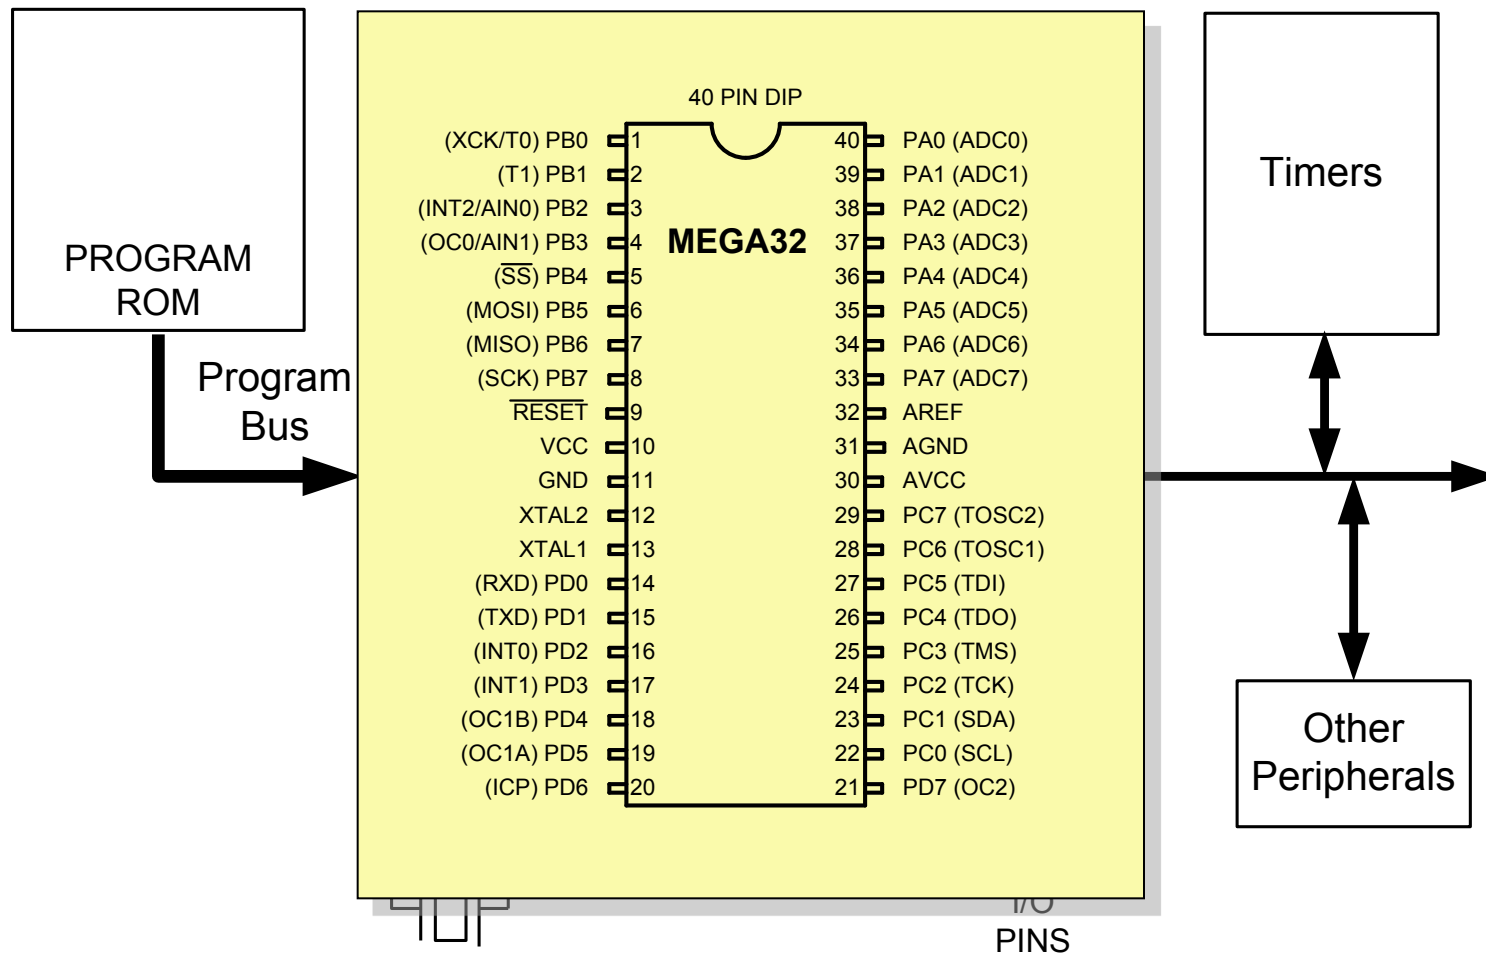 40 PIN DIP
MEGA32
(XCK/T0) PB0 1
(T1) PB1 2
(INT2/AIN0) PB2 3
(OC0/AIN1) PB3 4
(SS) PB4 5
(MOSI) PB5 6
(MISO) PB6 7
(SCK) PB7 8
RESET 9
VCC 10
GND 11
XTAL2 12
XTAL1 13
(RXD) PD0 14
(TXD) PD1 15
(INT0) PD2 16
(INT1) PD3 17
(OC1B) PD4 18
(OC1A) PD5 19
(ICP) PD6 20
40 PA0 (ADC0)
39 PA1 (ADC1)
38 PA2 (ADC2)
37 PA3 (ADC3)
36 PA4 (ADC4)
35 PA5 (ADC5)
34 PA6 (ADC6)
33 PA7 (ADC7)
32 AREF
31 AGND
30 AVCC
29 PC7 (TOSC2)
28 PC6 (TOSC1)
27 PC5 (TDI)
26 PC4 (TDO)
25 PC3 (TMS)
24 PC2 (TCK)
23 PC1 (SDA)
22 PC0 (SCL)
21 PD7 (OC2)
PROGRAM
ROM
Program
Bus
Timers
Other
Peripherals
I/O
PINS